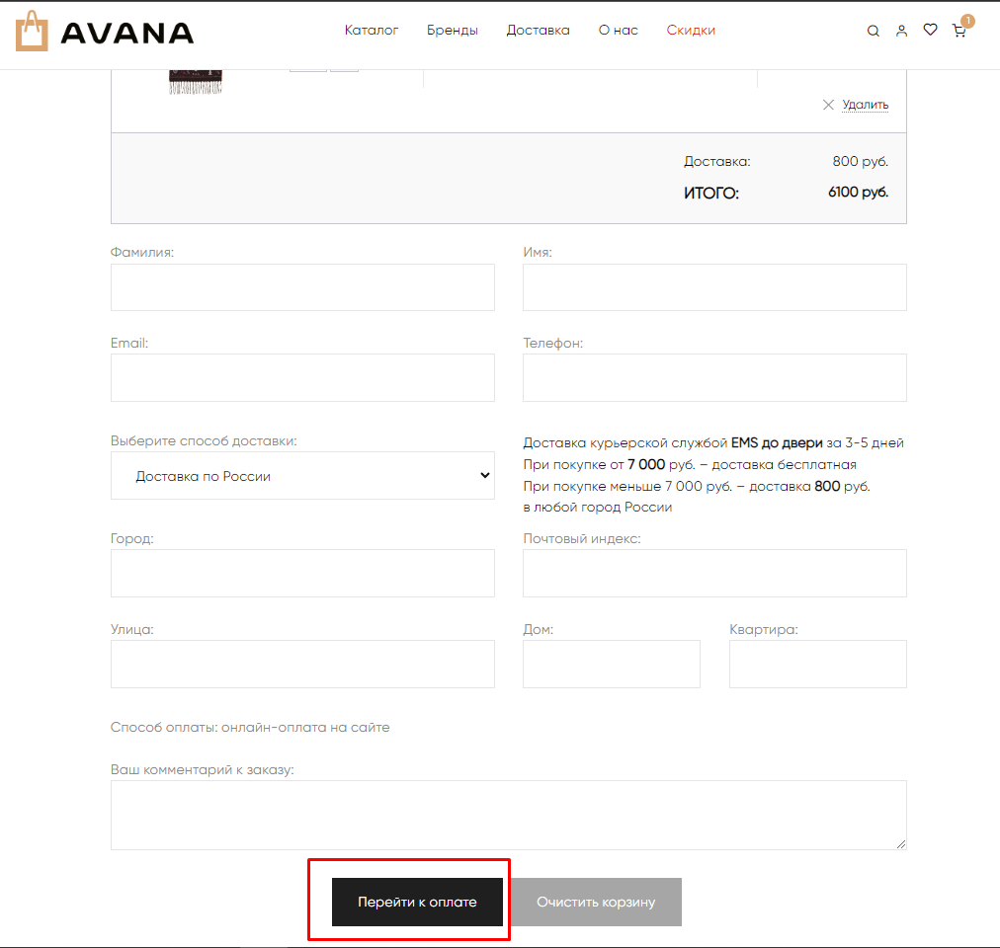 AVANA
Каталог Бренды Доставка О нас Скидки 1
Удалить
Доставка: 800 руб.
ИТОГО: 6100 руб.
Фамилия: Имя:
Email: Телефон:
Выберите способ доставки:
Доставка по России
Доставка курьерской службой EMS до двери за 3-5 дней
При покупке от 7 000 руб. – доставка бесплатная
При покупке меньше 7 000 руб. – доставка 800 руб.
в любой город России
Город: Почтовый индекс:
Улица: Дом: Квартира:
Способ оплаты: онлайн-оплата на сайте
Ваш комментарий к заказу:
Перейти к оплате Очистить корзину